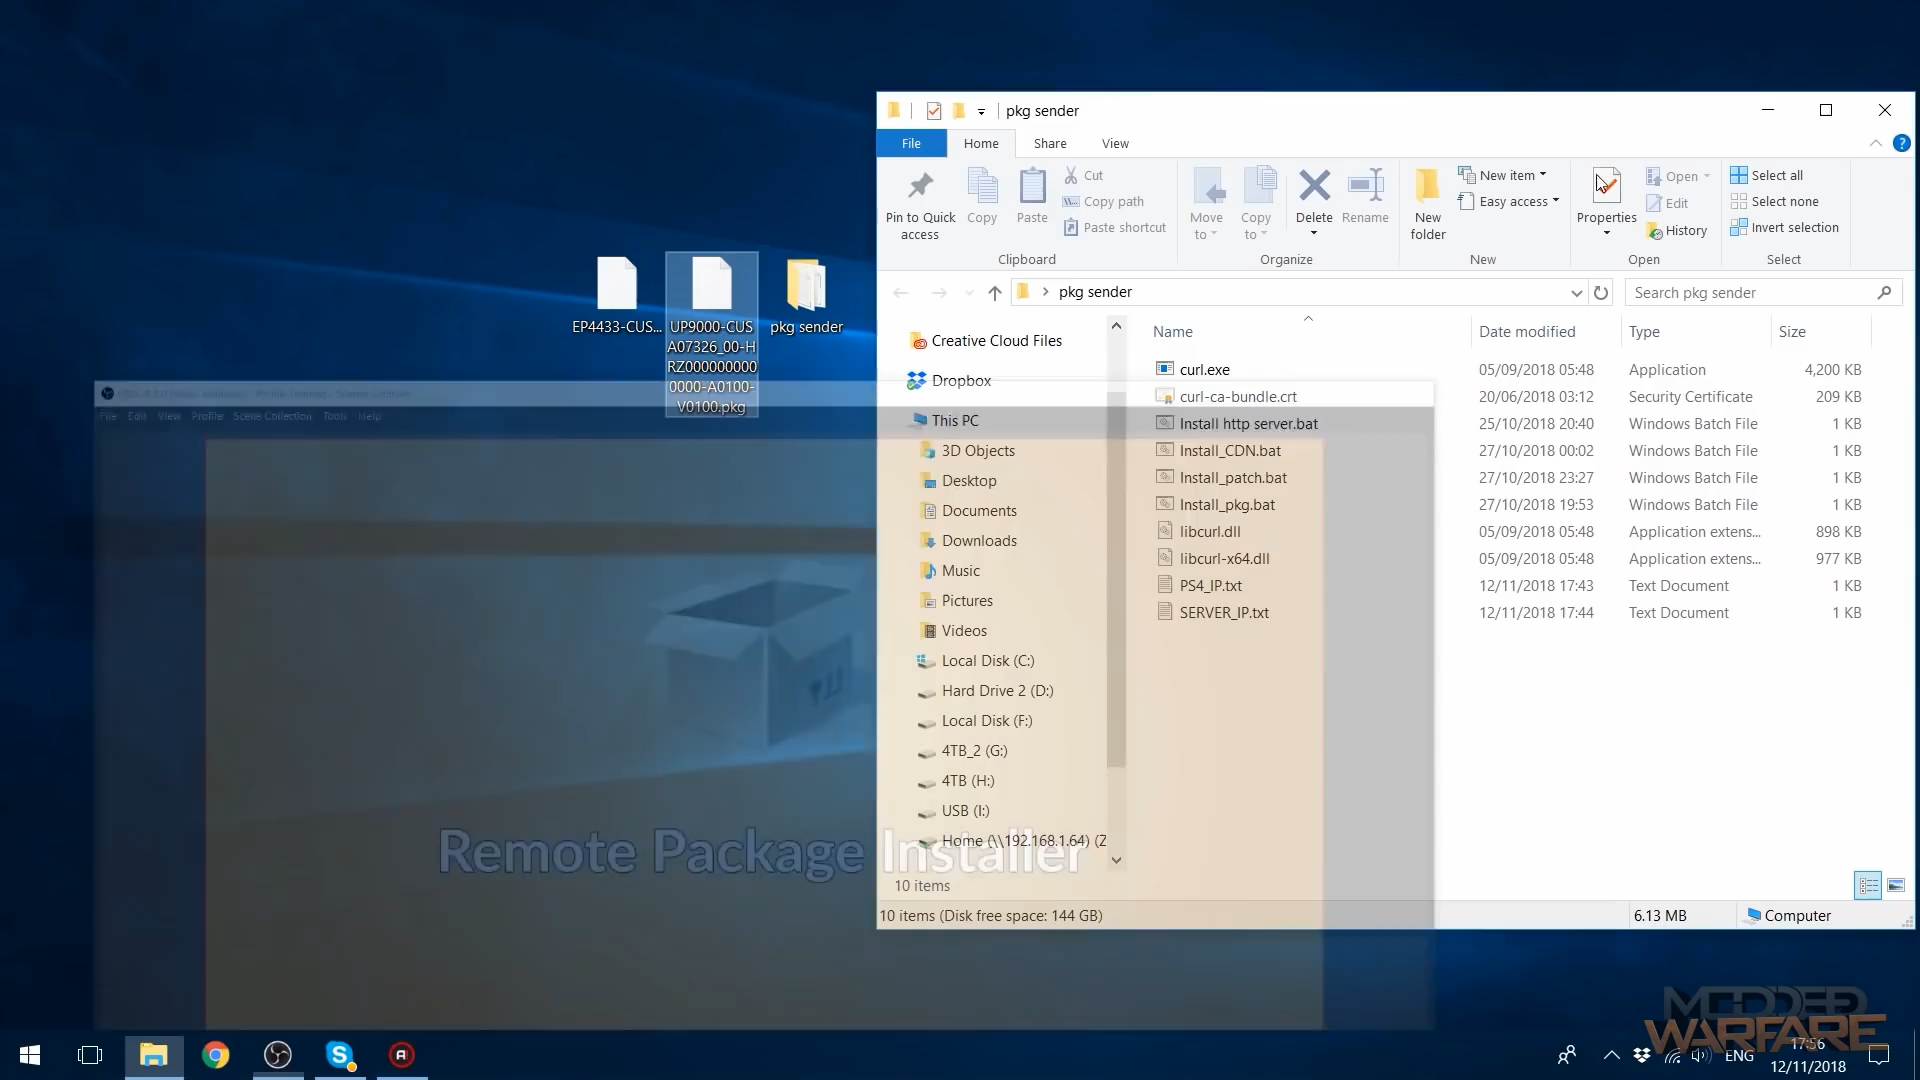 pkg sender
File
Home
Share
View
Pin to Quick
access
Copy
Paste
Cut
Copy path
Paste shortcut
Clipboard
Move
to
Copy
to
Delete
Rename
Organize
New
folder
New item
Easy access
New
Properties
Open
Edit
History
Open
Select all
Select none
Invert selection
Select
pkg sender
Search pkg sender
EP4433-CUS...
UP9000-CUS
A07326_00-H
RZ000000000
0000-A0100-
V0100.pkg
pkg sender
Creative Cloud Files
Dropbox
This PC
3D Objects
Desktop
Documents
Downloads
Music
Pictures
Videos
Local Disk (C:)
Hard Drive 2 (D:)
Local Disk (F:)
4TB_2 (G:)
4TB (H:)
USB (I:)
Home (\\192.168.1.64) (Z
Name Date modified Type Size
curl.exe 05/09/2018 05:48 Application 4,200 KB
curl-ca-bundle.crt 20/06/2018 03:12 Security Certificate 209 KB
Install http server.bat 25/10/2018 20:40 Windows Batch File 1 KB
Install_CDN.bat 27/10/2018 00:02 Windows Batch File 1 KB
Install_patch.bat 27/10/2018 23:27 Windows Batch File 1 KB
Install_pkg.bat 27/10/2018 19:53 Windows Batch File 1 KB
libcurl.dll 05/09/2018 05:48 Application extens... 898 KB
libcurl-x64.dll 05/09/2018 05:48 Application extens... 977 KB
PS4_IP.txt 12/11/2018 17:43 Text Document 1 KB
SERVER_IP.txt 12/11/2018 17:44 Text Document 1 KB
10 items
10 items (Disk free space: 144 GB) 6.13 MB Computer
File Edit View Profile Scene Collection Tools Help
Remote Package Installer
MODDED
WARFARE
ENG
17:56
12/11/2018